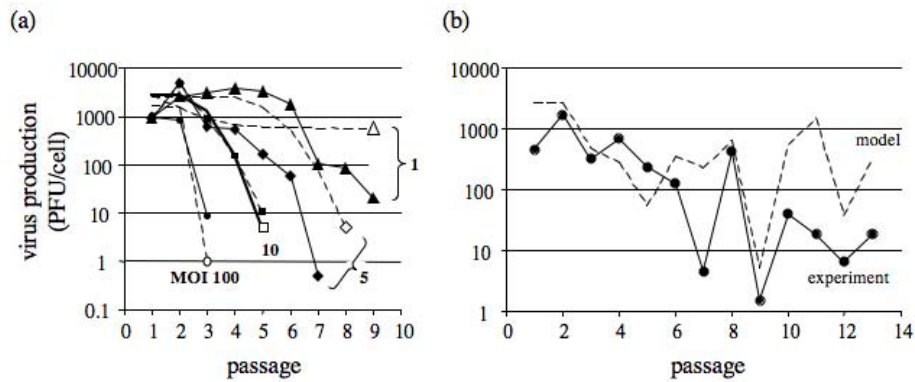 (a)
virus production
(PFU/cell)
10000
1000
100
10
1
0.1
0 1 2 3 4 5 6 7 8 9 10
passage
MOI 100
10
5
1
(b)
10000
1000
100
10
1
0 2 4 6 8 10 12 14
passage
model
experiment